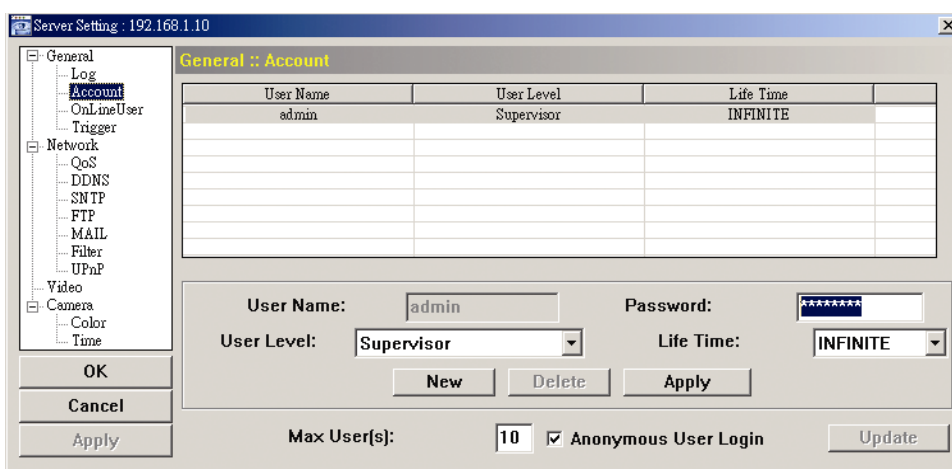 Server Setting : 192.168.1.10
General
Log
Account
OnLineUser
Trigger
Network
QoS
DDNS
SNTP
FTP
MAIL
Filter
UPnP
Video
Camera
Color
Time
OK
Cancel
Apply
General :: Account
User Name User Level Life Time
admin Supervisor INFINITE
User Name: admin Password: ********
User Level: Supervisor Life Time: INFINITE
New Delete Apply
Max User(s): 10 Anonymous User Login Update